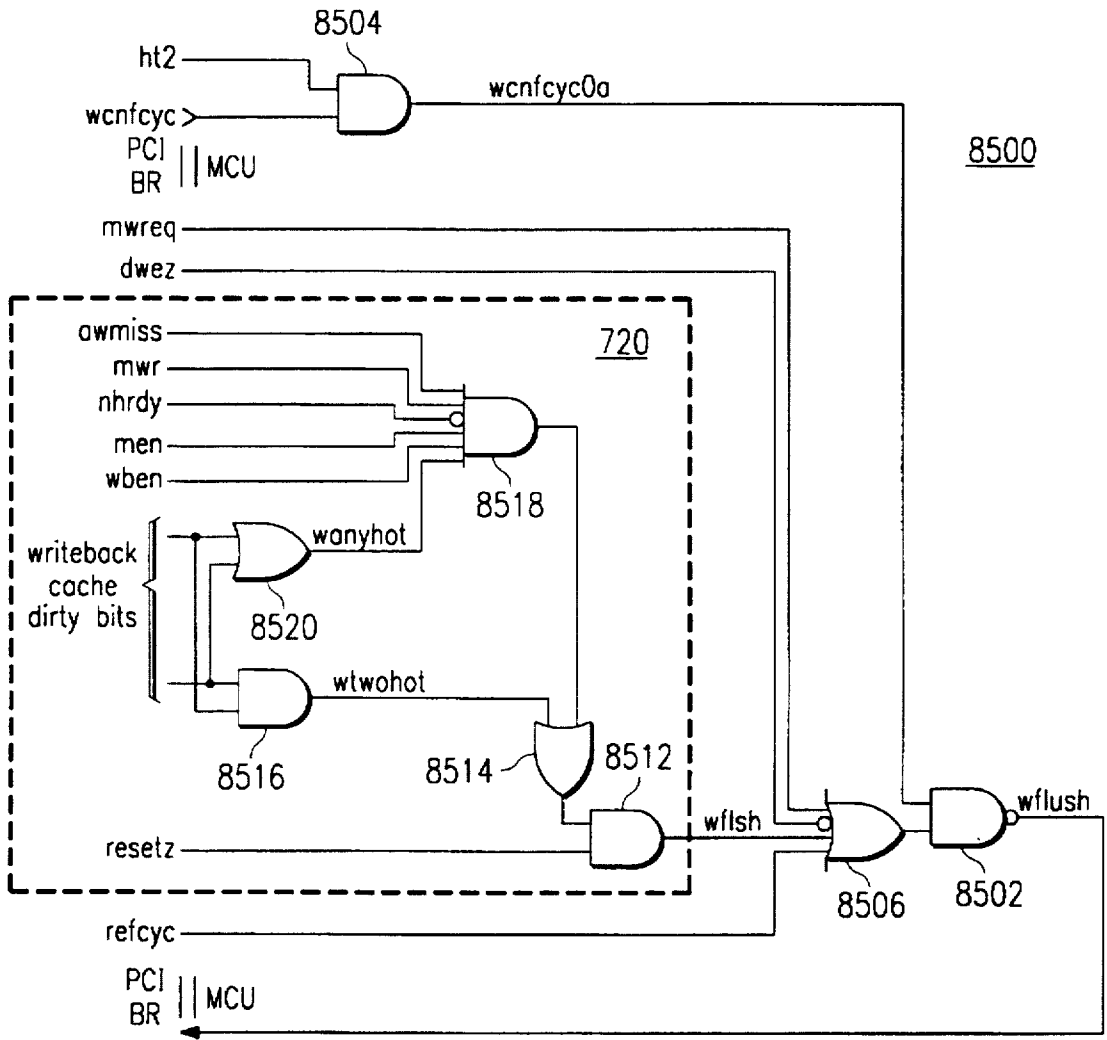 8504
ht2
wcnfcyc
wcnfcyc0a
PCI
BR
MCU
8500
mwreq
dwez
awmiss
720
mwr
nhrdy
men
wben
8518
writeback
cache
dirty bits
wanyhot
8520
wtwohot
8516
8514
8512
wflsh
wflush
resetz
8506
8502
refcyc
PCI
BR
MCU